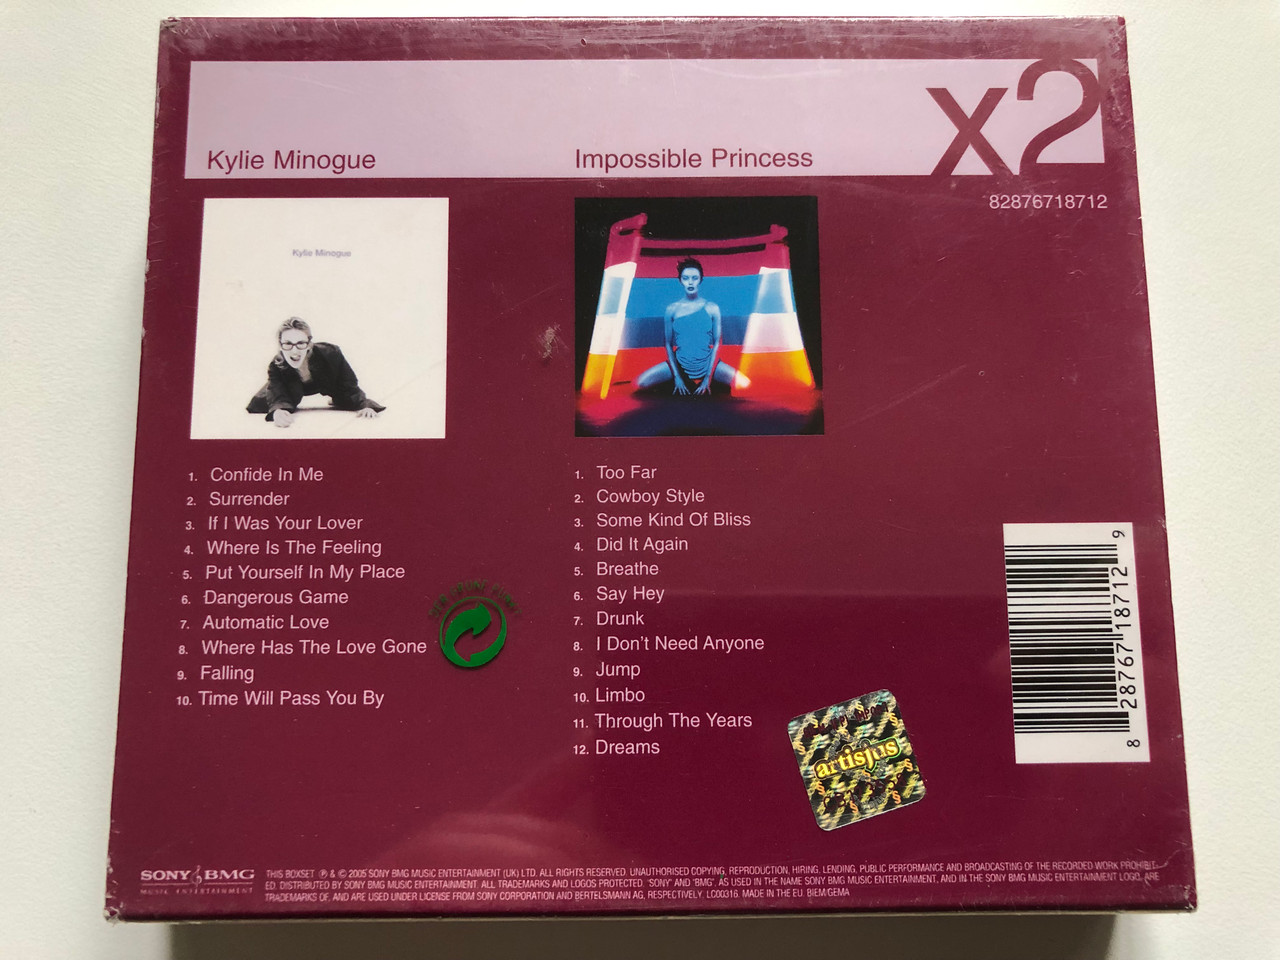 x2
Kylie Minogue
Impossible Princess
82876718712
Kylie Minogue
1. Confide In Me
2. Surrender
3. If I Was Your Lover
4. Where Is The Feeling
5. Put Yourself In My Place
6. Dangerous Game
7. Automatic Love
8. Where Has The Love Gone
9. Falling
10. Time Will Pass You By
1. Too Far
2. Cowboy Style
3. Some Kind Of Bliss
4. Did It Again
5. Breathe
6. Say Hey
7. Drunk
8. I Don't Need Anyone
9. Jump
10. Limbo
11. Through The Years
12. Dreams
artisjus
8 28767 18712 9
SONY BMG
MUSIC ENTERTAINMENT
THIS BOXSET ℗ & © 2005 SONY BMG MUSIC ENTERTAINMENT (UK) LTD. ALL RIGHTS RESERVED. UNAUTHORISED COPYING, REPRODUCTION, HIRING, LENDING, PUBLIC PERFORMANCE AND BROADCASTING OF THE RECORDED WORK PROHIBIT-
ED. DISTRIBUTED BY SONY BMG MUSIC ENTERTAINMENT. ALL TRADEMARKS AND LOGOS PROTECTED. "SONY" AND "BMG", AS USED IN THE NAME SONY BMG MUSIC ENTERTAINMENT, AND IN THE SONY BMG MUSIC ENTERTAINMENT LOGO, ARE
TRADEMARKS OF, AND ARE USED UNDER LICENSE FROM SONY CORPORATION AND BERTELSMANN AG, RESPECTIVELY. LC00316. MADE IN THE EU. BIEM/GEMA